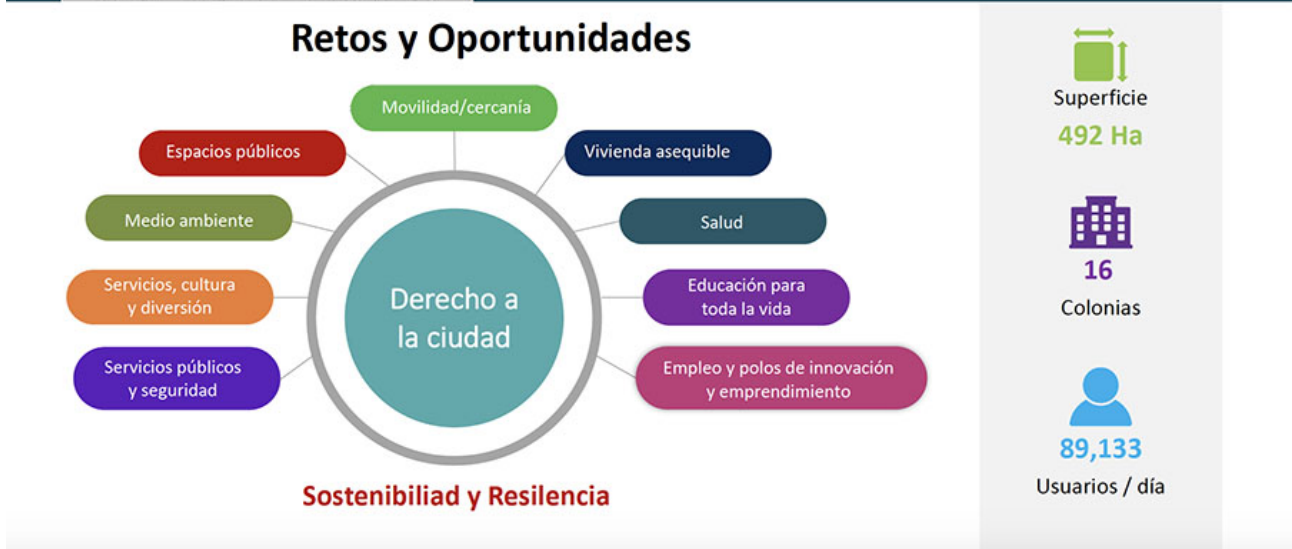 Retos y Oportunidades
Movilidad/cercanía
Espacios públicos
Vivienda asequible
Medio ambiente
Salud
Servicios, cultura
y diversión
Educación para
toda la vida
Servicios públicos
y seguridad
Empleo y polos de innovación
y emprendimiento
Derecho a
la ciudad
Sostenibiliad y Resilencia
Superficie
492 Ha
16
Colonias
89,133
Usuarios / día